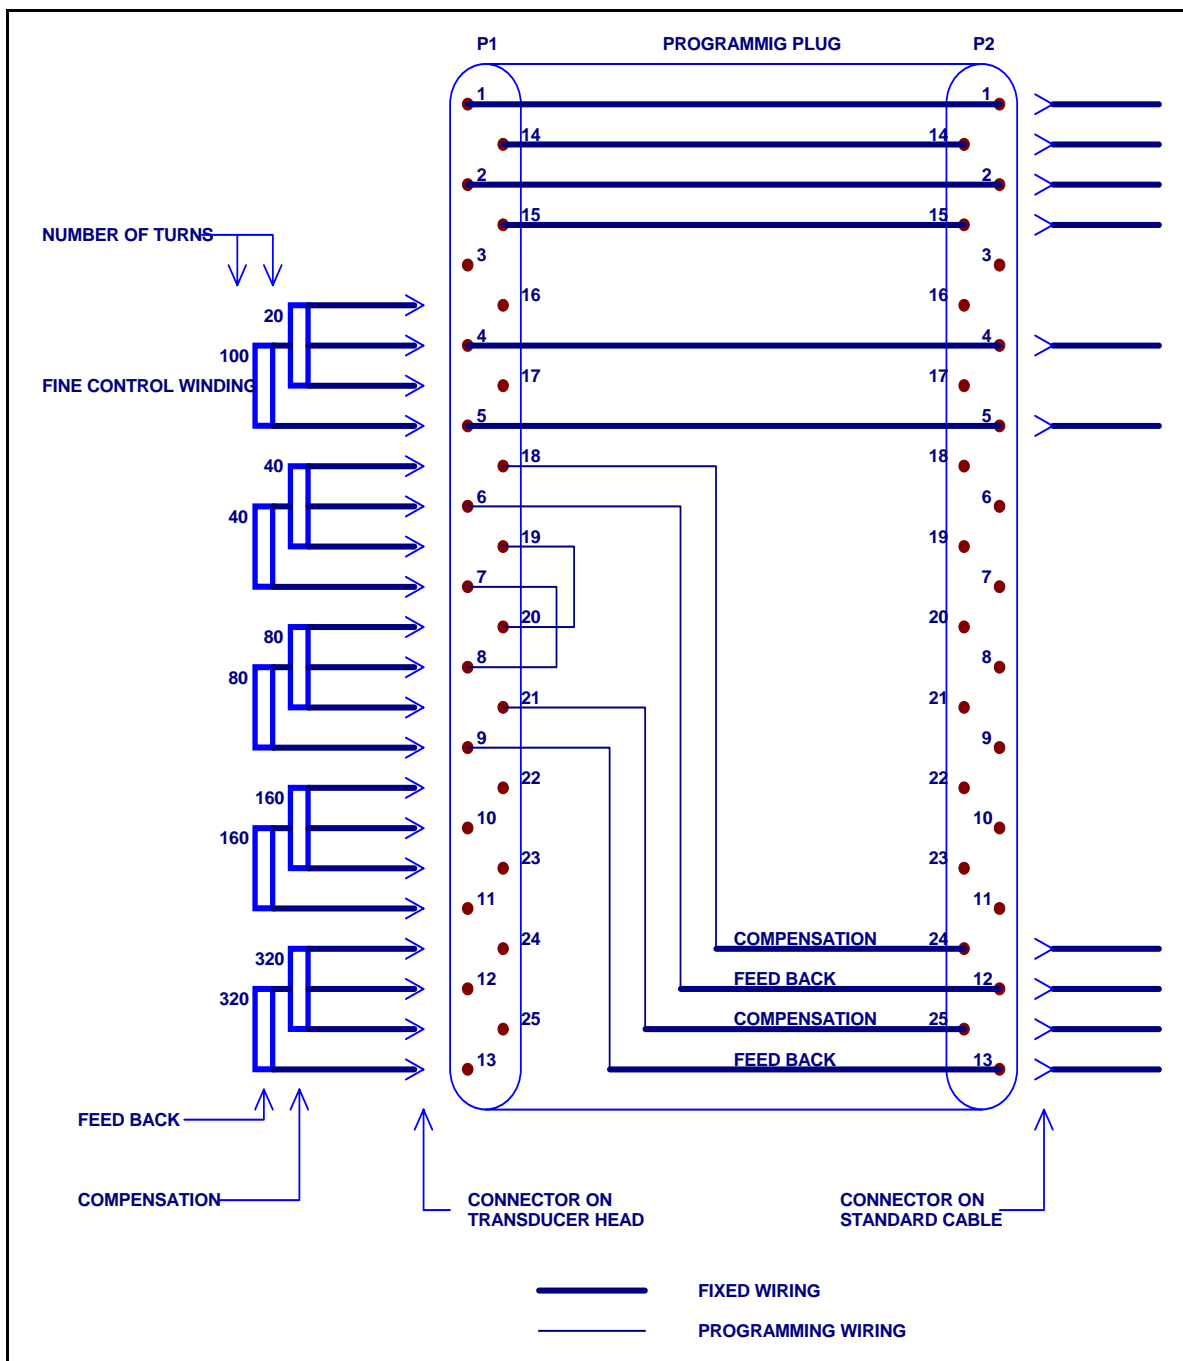 P1 PROGRAMMIG PLUG P2
1 1
14 14
2 2
15 15
NUMBER OF TURNS
3 3
16 16
20
4 4
100
17 17
FINE CONTROL WINDING
5 5
18 18
40
6 6
40
19 19
7 7
20 20
80
8 8
80
21 21
9 9
22 22
160
10 10
160
23 23
11 11
24 COMPENSATION 24
320
12 FEED BACK 12
320
25 COMPENSATION 25
13 FEED BACK 13
FEED BACK
COMPENSATION
CONNECTOR ON
TRANSDUCER HEAD
CONNECTOR ON
STANDARD CABLE
FIXED WIRING
PROGRAMMING WIRING